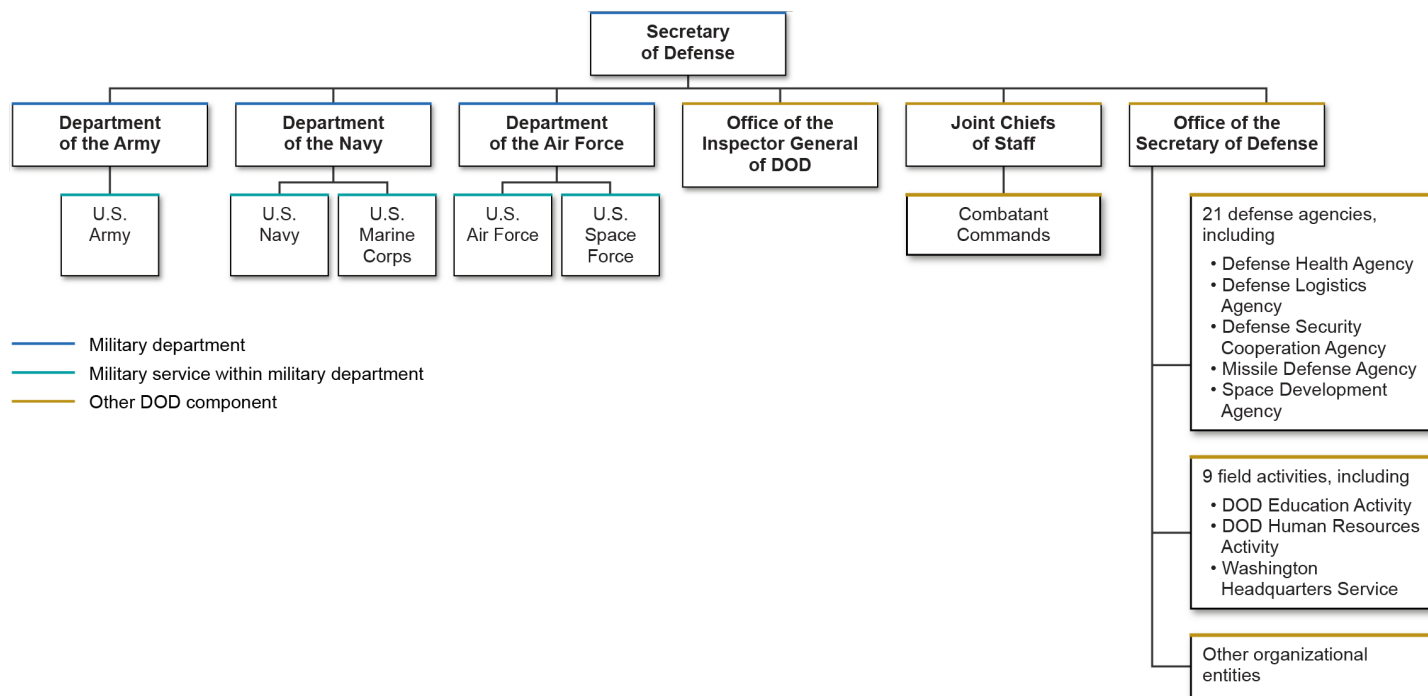 Secretary
of Defense
Department
of the Army
Department
of the Navy
Department
of the Air Force
Office of the
Inspector General
of DOD
Joint Chiefs
of Staff
Office of the
Secretary of Defense
U.S.
Army
U.S.
Navy
U.S.
Marine
Corps
U.S.
Air Force
U.S.
Space
Force
Combatant
Commands
21 defense agencies,
including
• Defense Health Agency
• Defense Logistics
Agency
• Defense Security
Cooperation Agency
• Missile Defense Agency
• Space Development
Agency
9 field activities, including
• DOD Education Activity
• DOD Human Resources
Activity
• Washington
Headquarters Service
Other organizational
entities
Military department
Military service within military department
Other DOD component